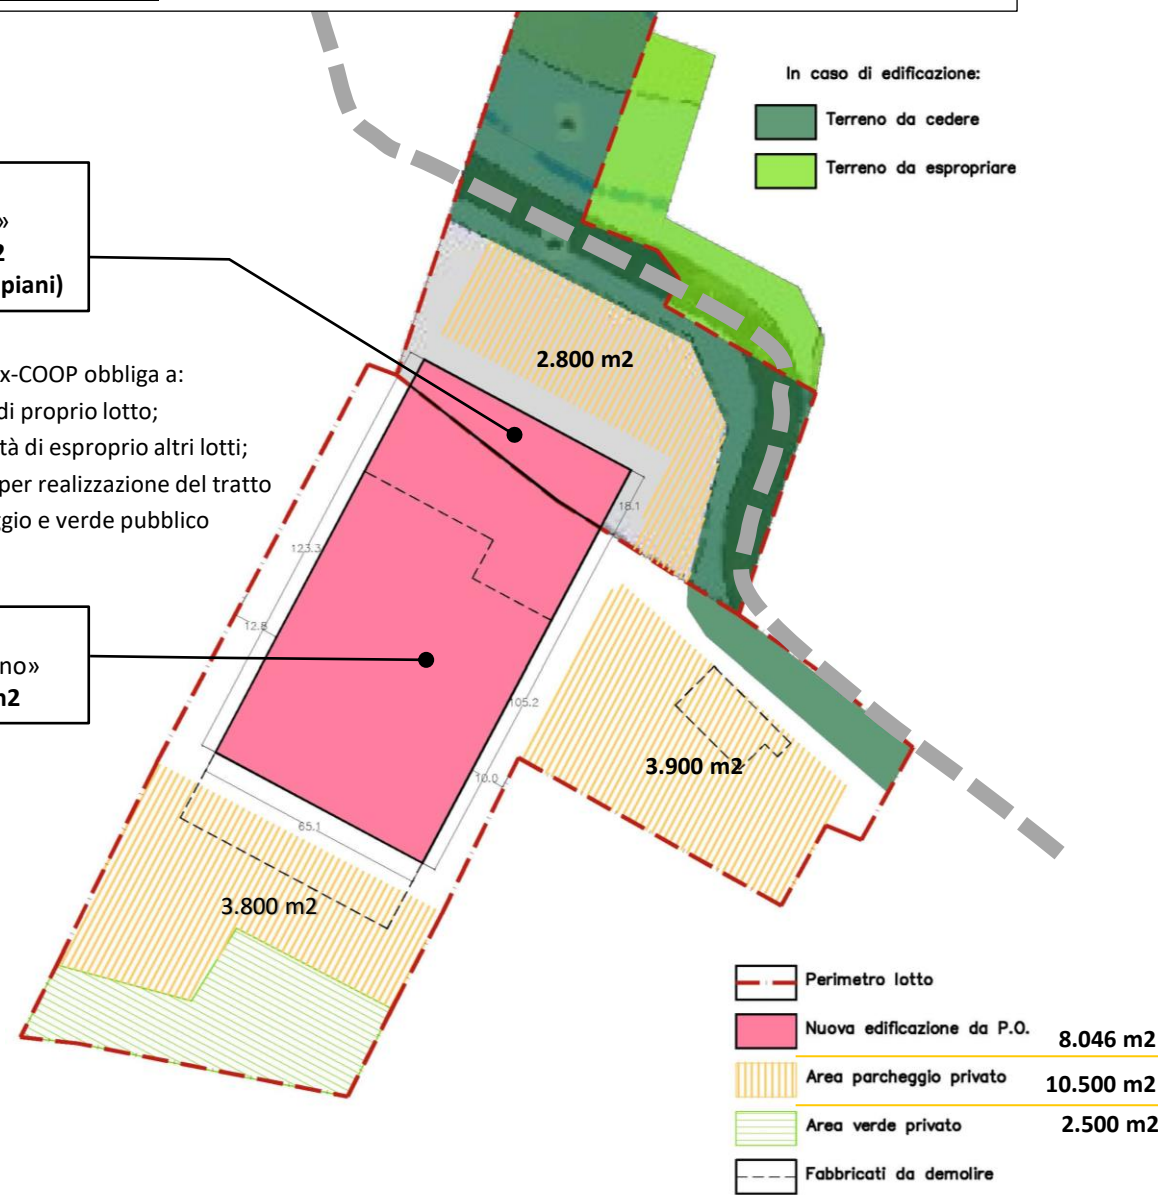 In caso di edificazione:
Terreno da cedere
Terreno da espropriare
»
2
piani)
x-COOP obbliga a:
di proprio lotto;
tà di esproprio altri lotti;
per realizzazione del tratto
ggio e verde pubblico
no»
m2
2.800 m2
18.1
123.3
12.8
105.2
10.0
65.1
3.900 m2
3.800 m2
Perimetro lotto
Nuova edificazione da P.O. 8.046 m2
Area parcheggio privato 10.500 m2
Area verde privato 2.500 m2
Fabbricati da demolire